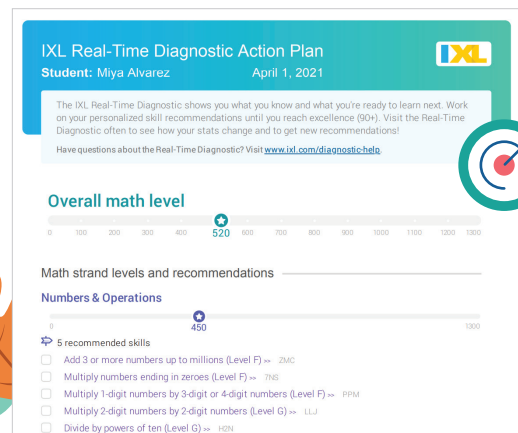 IXL Real-Time Diagnostic Action Plan
IXL
Student: Miya Alvarez April 1, 2021
The IXL Real-Time Diagnostic shows you what you know and what you're ready to learn next. Work
on your personalized skill recommendations until you reach excellence (90+). Visit the Real-Time
Diagnostic often to see how your stats change and to get new recommendations!
Have questions about the Real-Time Diagnostic? Visit www.ixl.com/diagnostic-help.
Overall math level
0 100 200 300 400 520 600 700 800 900 1000 1100 1200 1300
Math strand levels and recommendations
Numbers & Operations
0 450 1300
5 recommended skills
Add 3 or more numbers up to millions (Level F) >> ZMC
Multiply numbers ending in zeroes (Level F) >> 7NS
Multiply 1-digit numbers by 3-digit or 4-digit numbers (Level F) >> PPM
Multiply 2-digit numbers by 2-digit numbers (Level G) >> LLJ
Divide by powers of ten (Level G) >> H2N